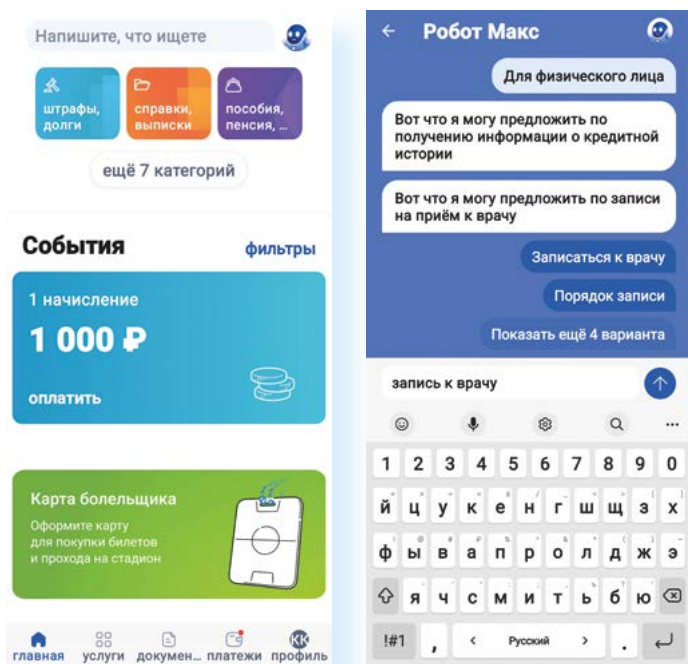 Напишите, что ищете
штрафы, долги
справки, выписки
пособия, пенсия, ...
ещё 7 категорий
События
фильтры
1 начисление
1 000 ₽
оплатить
Карта болельщика
Оформите карту
для покупки билетов
и прохода на стадион
главная услуги докумен... платежи профиль
КК
Робот Макс
Для физического лица
Вот что я могу предложить по
получению информации о кредитной
истории
Вот что я могу предложить по записи
на приём к врачу
Записаться к врачу
Порядок записи
Показать ещё 4 варианта
запись к врачу
1 2 3 4 5 6 7 8 9 0
й ц у к е н г ш щ з х
ф ы в а п р о л д ж э
я ч с м и т ь б ю
!#1 , < Русский > .